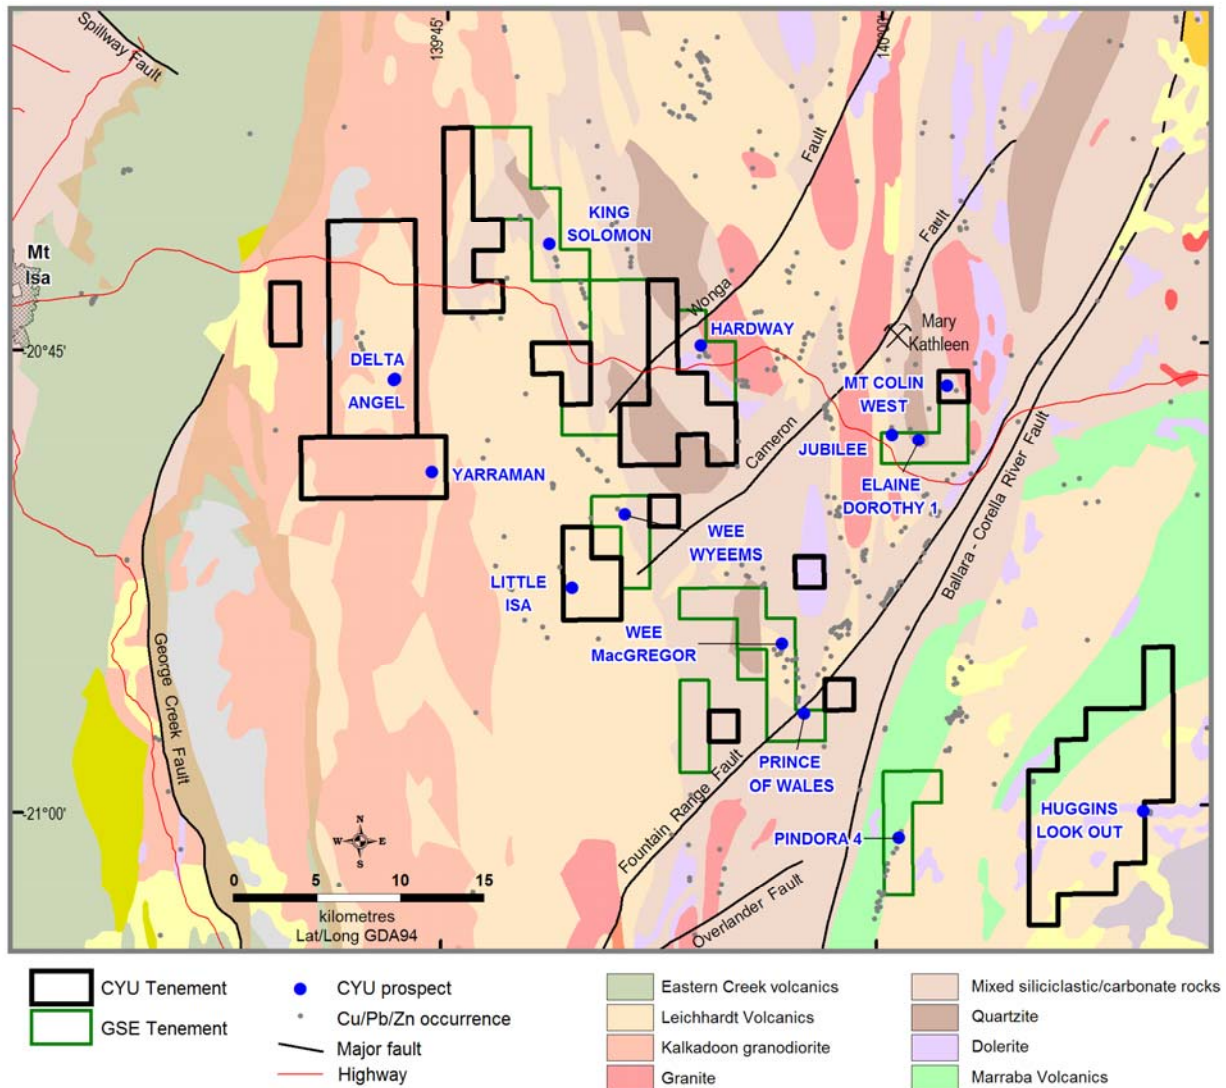 Spillway Fault
139°45'
140°00'
Mt
Isa
KING
SOLOMON
Fault
Wonga
HARDWAY
Fault
Mary
Kathleen
-20°45'
DELTA
ANGEL
MT COLIN
WEST
JUBILEE
Cameron
YARRAMAN
ELAINE
DOROTHY 1
Ballara - Corella River Fault
WEE
WYEEMS
LITTLE
ISA
WEE
MacGREGOR
George Creek Fault
PRINCE
OF WALES
Fountain Range Fault
-21°00'
HUGGINS
LOOK OUT
PINDORA 4
N
W E
S
0 5 10 15
kilometres
Lat/Long GDA94
Overlander Fault
CYU Tenement
GSE Tenement
CYU prospect
Cu/Pb/Zn occurrence
Major fault
Highway
Eastern Creek volcanics
Leichhardt Volcanics
Kalkadoon granodiorite
Granite
Mixed siliciclastic/carbonate rocks
Quartzite
Dolerite
Marraba Volcanics